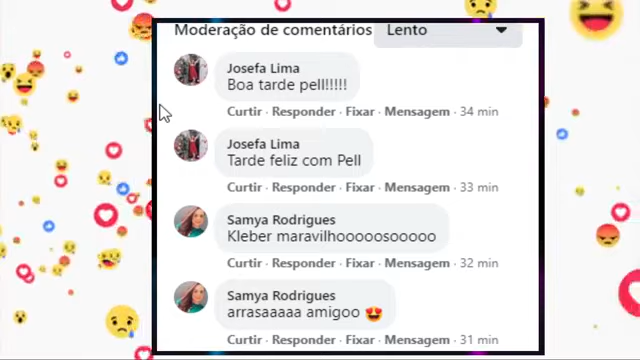 Moderação de comentários Lento
Josefa Lima
Boa tarde pell!!!!!
Curtir · Responder · Fixar · Mensagem · 34 min
Josefa Lima
Tarde feliz com Pell
Curtir · Responder · Fixar · Mensagem · 33 min
Samya Rodrigues
Kleber maravilhooooosooooo
Curtir · Responder · Fixar · Mensagem · 32 min
Samya Rodrigues
arrasaaaaa amigoo 😍
Curtir · Responder · Fixar · Mensagem · 31 min